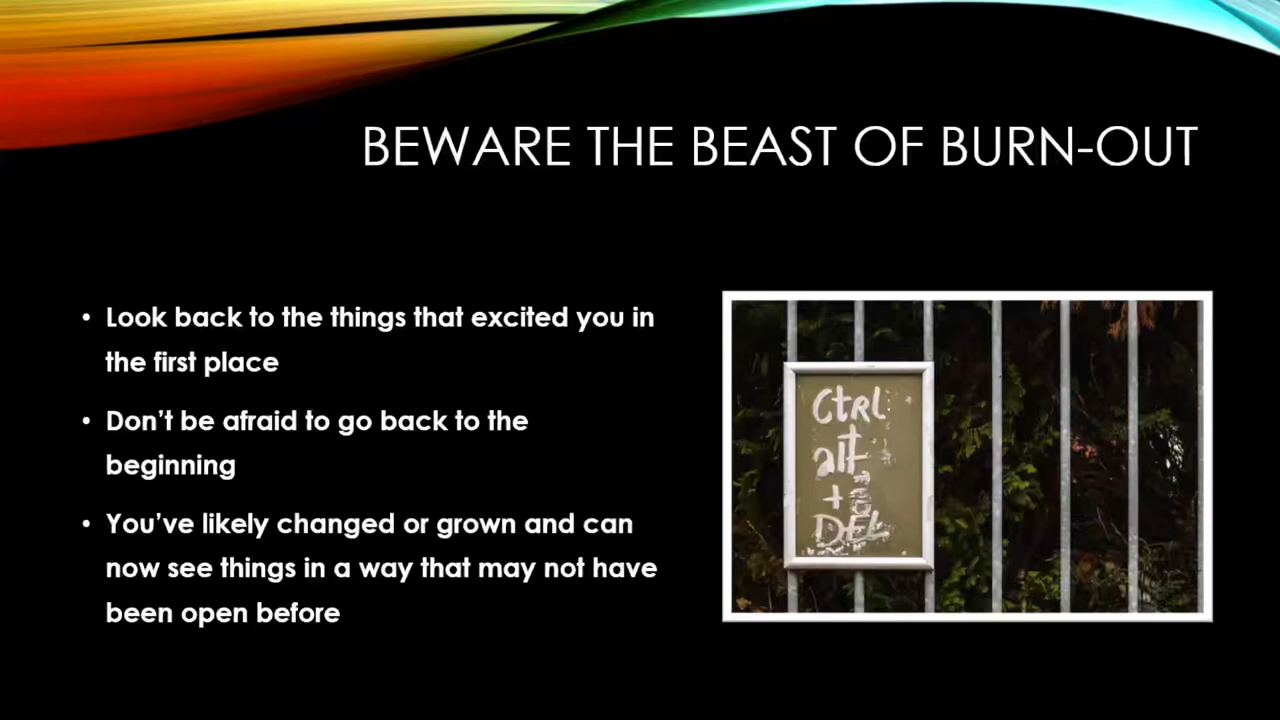 BEWARE THE BEAST OF BURN-OUT
• Look back to the things that excited you in
the first place
• Don't be afraid to go back to the
beginning
• You've likely changed or grown and can
now see things in a way that may not have
been open before
Ctrl
alt
+
DEL